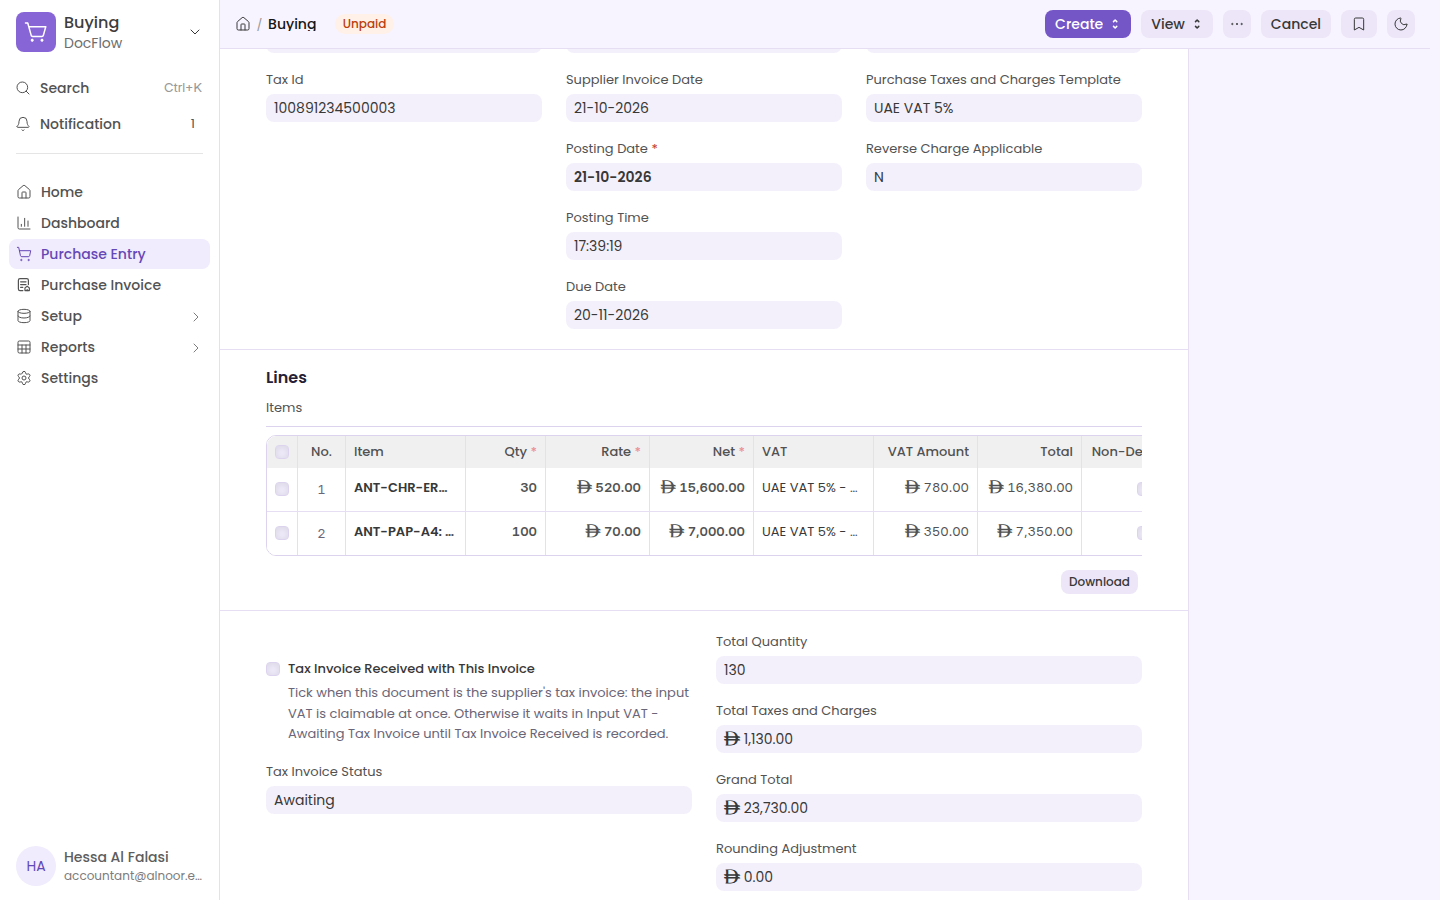 Buying
DocFlow
Search Ctrl+K
Notification 1
Home
Dashboard
Purchase Entry
Purchase Invoice
Setup
Reports
Settings
HA
Hessa Al Falasi
accountant@alnoor.e...
/ Buying Unpaid
Create View ... Cancel
Tax Id
100891234500003
Supplier Invoice Date
21-10-2026
Posting Date *
21-10-2026
Posting Time
17:39:19
Due Date
20-11-2026
Purchase Taxes and Charges Template
UAE VAT 5%
Reverse Charge Applicable
N
Lines
Items
No. Item Qty * Rate * Net * VAT VAT Amount Total Non-De
1 ANT-CHR-ER... 30 520.00 15,600.00 UAE VAT 5% - ... 780.00 16,380.00
2 ANT-PAP-A4: ... 100 70.00 7,000.00 UAE VAT 5% - ... 350.00 7,350.00
Download
Tax Invoice Received with This Invoice
Tick when this document is the supplier's tax invoice: the input
VAT is claimable at once. Otherwise it waits in Input VAT -
Awaiting Tax Invoice until Tax Invoice Received is recorded.
Tax Invoice Status
Awaiting
Total Quantity
130
Total Taxes and Charges
1,130.00
Grand Total
23,730.00
Rounding Adjustment
0.00